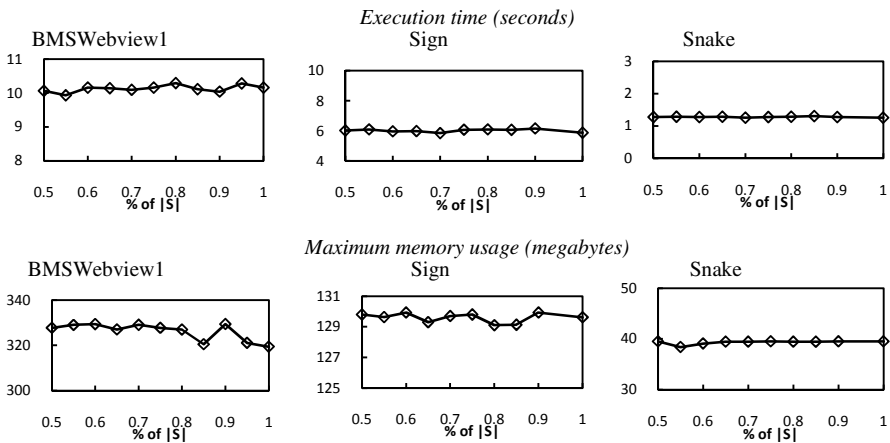 Execution time (seconds)
BMSWebview1
Sign
Snake
11
10
9
8
0.5 0.6 0.7 0.8 0.9 1
% of |S|
10
8
6
4
0.5 0.6 0.7 0.8 0.9 1
% of |S|
3
2
1
0
0.5 0.6 0.7 0.8 0.9 1
% of |S|
Maximum memory usage (megabytes)
BMSWebview1
Sign
Snake
340
320
300
0.5 0.6 0.7 0.8 0.9 1
% of |S|
131
129
127
125
0.5 0.6 0.7 0.8 0.9 1
% of |S|
50
40
30
0.5 0.6 0.7 0.8 0.9 1
% of |S|